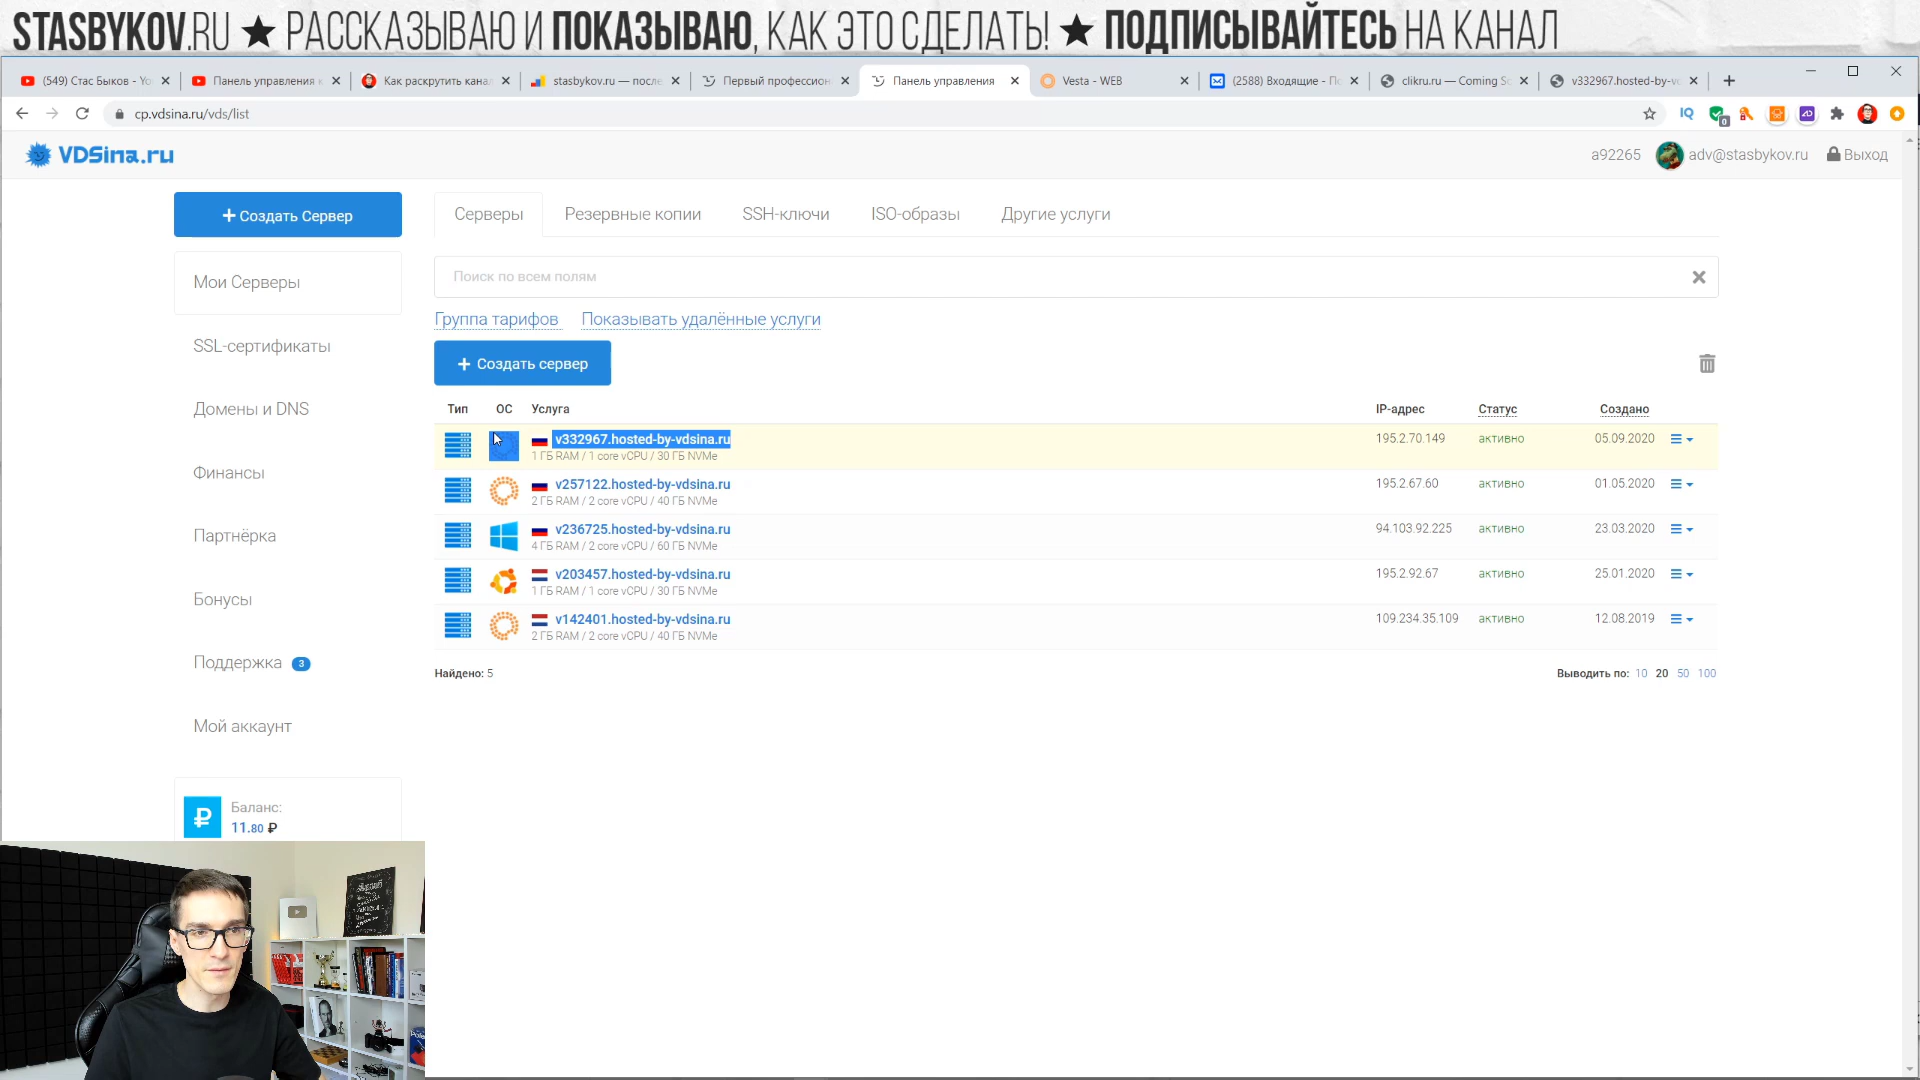 STASBYKOV.RU ★ РАССКАЗЫВАЮ И ПОКАЗЫВАЮ, КАК ЭТО СДЕЛАТЬ! ★ ПОДПИСЫВАЙТЕСЬ НА КАНАЛ
(549) Стас Быков - Yo
Панель управления к
Как раскрутить канал
stasbykov.ru — после
Первый профессион
Панель управления
Vesta - WEB
(2588) Входящие - По
clikru.ru — Coming So
v332967.hosted-by-v
cp.vdsina.ru/vds/list
IQ
0
VDSina.ru
a92265
adv@stasbykov.ru
Выход
Создать Сервер
Серверы
Резервные копии
SSH-ключи
ISO-образы
Другие услуги
Мои Серверы
SSL-сертификаты
Домены и DNS
Финансы
Партнёрка
Бонусы
Поддержка 3
Мой аккаунт
Баланс:
11.80 ₽
Поиск по всем полям
Группа тарифов
Показывать удалённые услуги
Создать сервер
Тип ОС Услуга IP-адрес Статус Создано
v332967.hosted-by-vdsina.ru 195.2.70.149 активно 05.09.2020
1 ГБ RAM / 1 core vCPU / 30 ГБ NVMe
v257122.hosted-by-vdsina.ru 195.2.67.60 активно 01.05.2020
2 ГБ RAM / 2 core vCPU / 40 ГБ NVMe
v236725.hosted-by-vdsina.ru 94.103.92.225 активно 23.03.2020
4 ГБ RAM / 2 core vCPU / 60 ГБ NVMe
v203457.hosted-by-vdsina.ru 195.2.92.67 активно 25.01.2020
1 ГБ RAM / 1 core vCPU / 30 ГБ NVMe
v142401.hosted-by-vdsina.ru 109.234.35.109 активно 12.08.2019
2 ГБ RAM / 2 core vCPU / 40 ГБ NVMe
Найдено: 5
Выводить по: 10 20 50 100